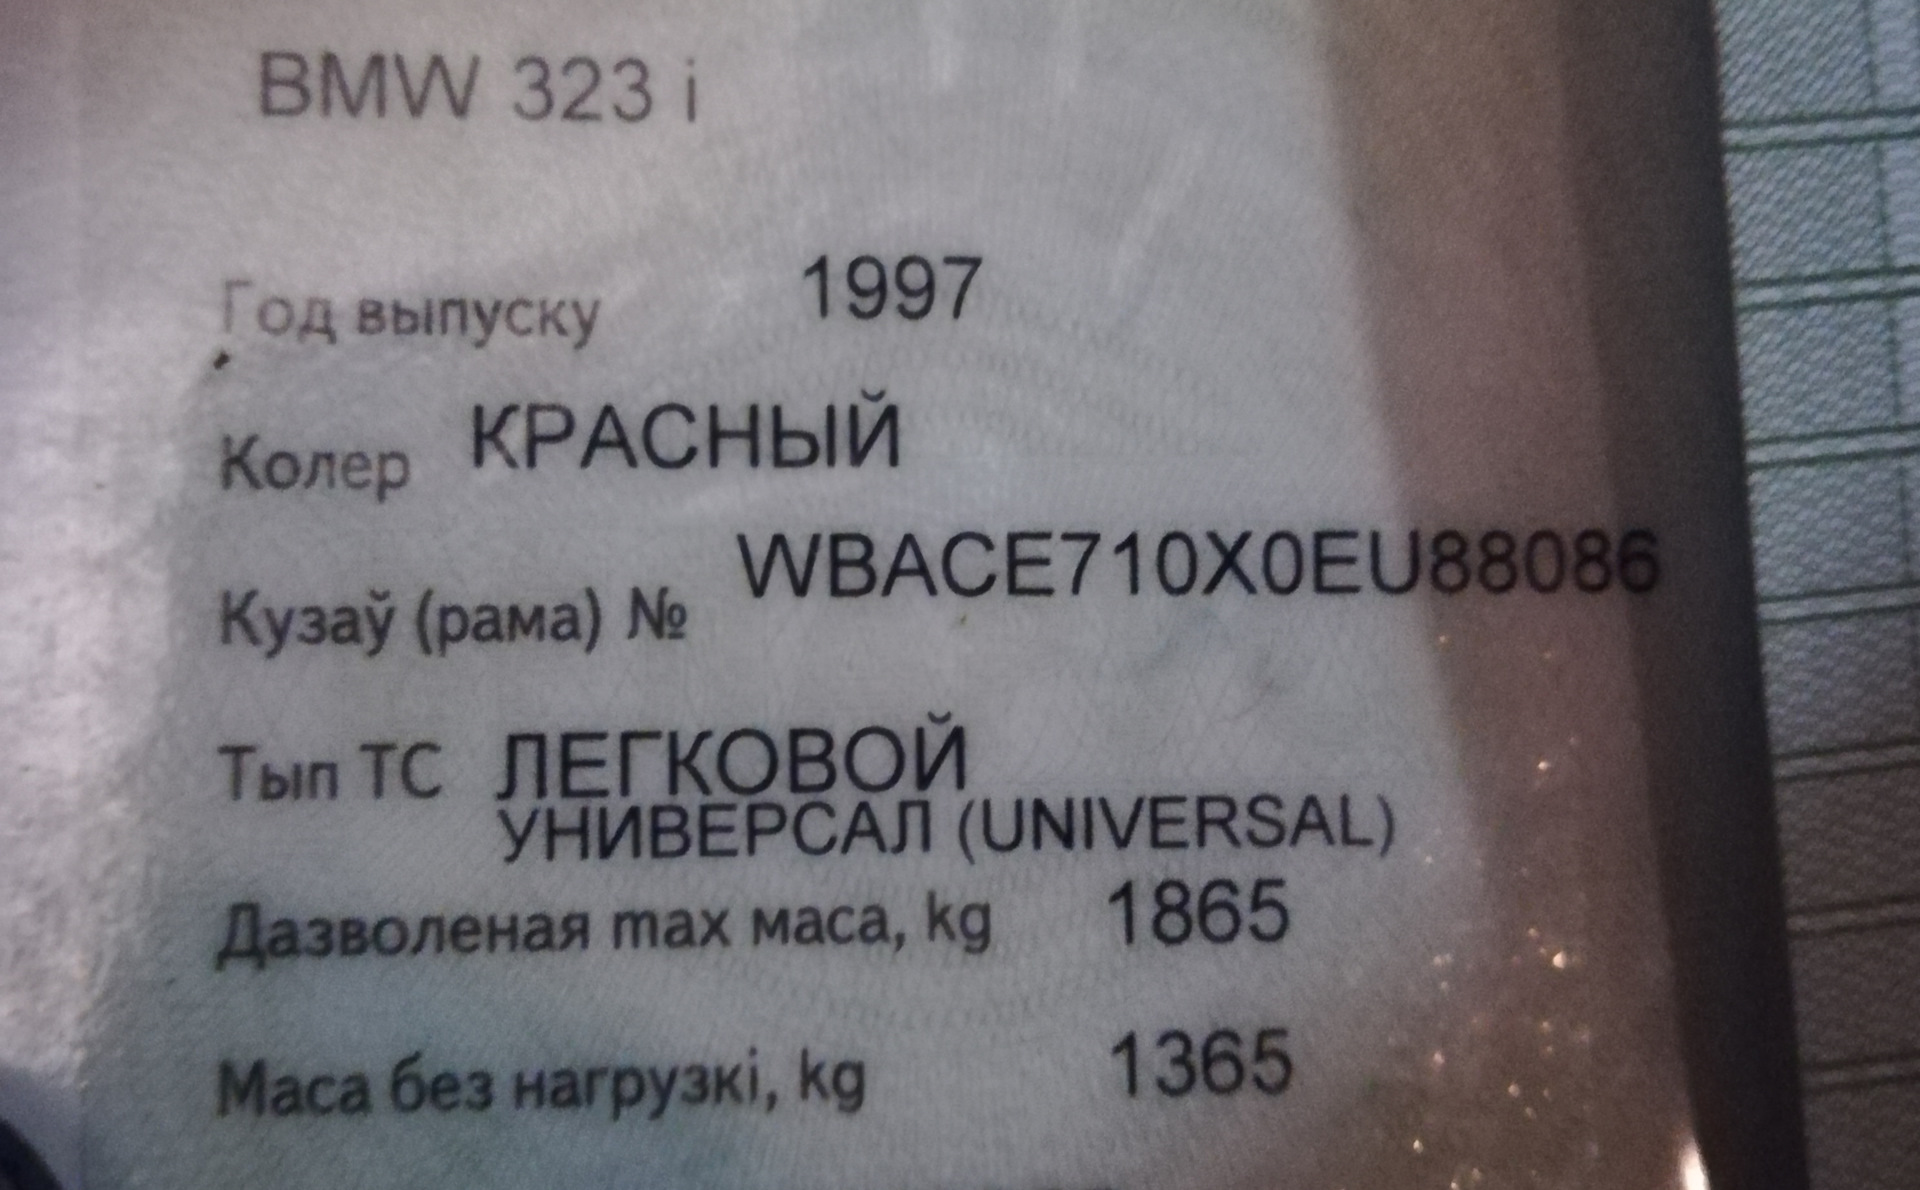 BMW 323 i
Год выпуску 1997
Колер КРАСНЫЙ
Кузаў (рама) № WBACE710X0EU88086
Тып ТС ЛЕГКОВОЙ
УНИВЕРСАЛ (UNIVERSAL)
Дазволеная max маса, kg 1865
Маса без нагрузкі, kg 1365